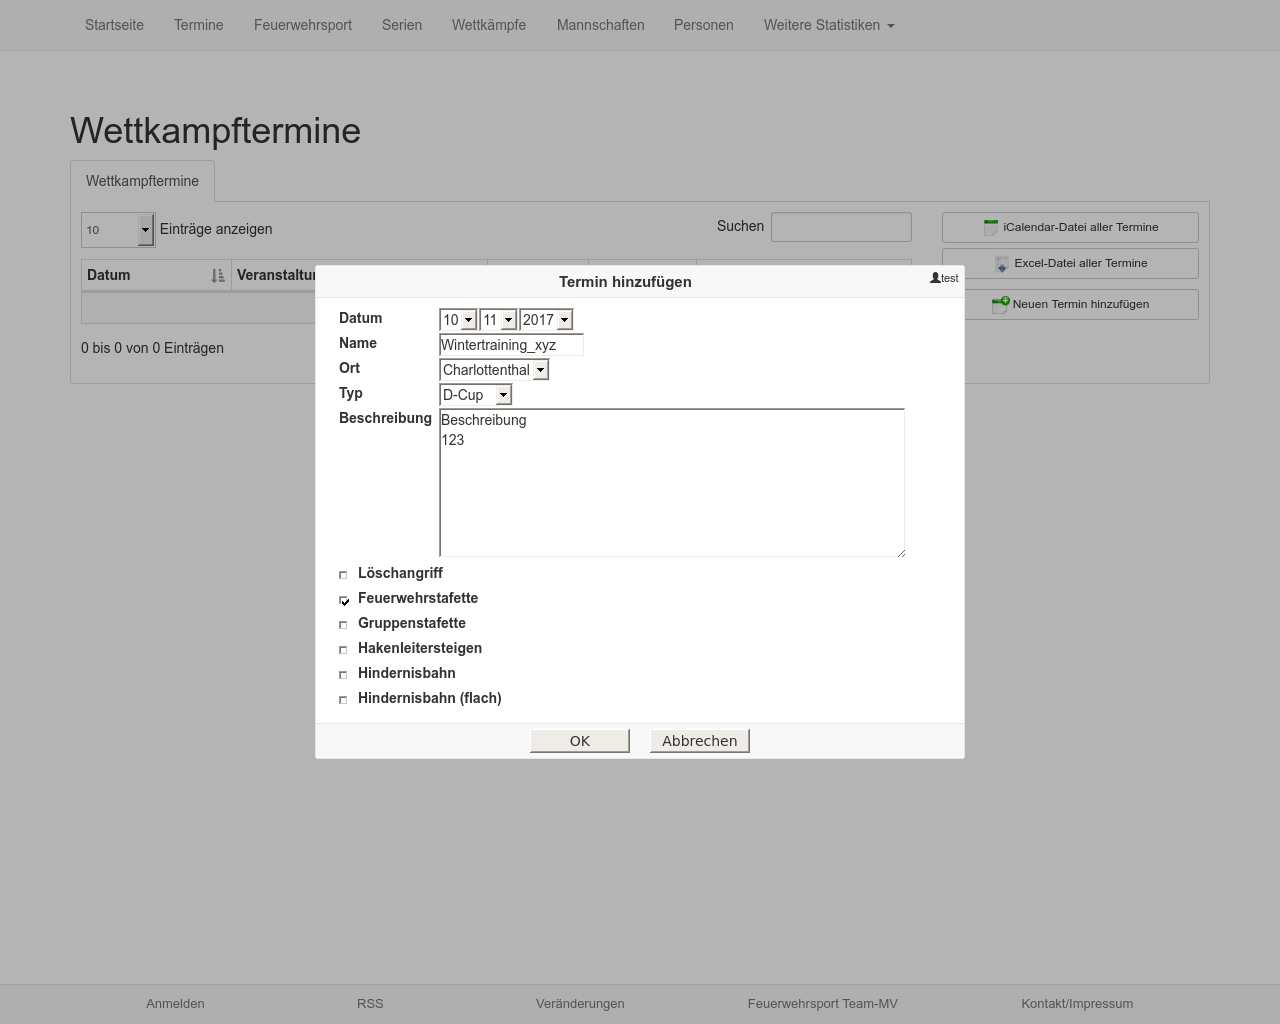 Startseite Termine Feuerwehrsport Serien Wettkämpfe Mannschaften Personen Weitere Statistiken
Wettkampftermine
Wettkampftermine
10 Einträge anzeigen Suchen
iCalendar-Datei aller Termine
Excel-Datei aller Termine
Neuen Termin hinzufügen
Datum
0 bis 0 von 0 Einträgen
Termin hinzufügen test
Datum 10 11 2017
Name Wintertraining_xyz
Ort Charlottenthal
Typ D-Cup
Beschreibung Beschreibung
123
Löschangriff
Feuerwehrstafette
Gruppenstafette
Hakenleitersteigen
Hindernisbahn
Hindernisbahn (flach)
OK Abbrechen
Anmelden RSS Veränderungen Feuerwehrsport Team-MV Kontakt/Impressum